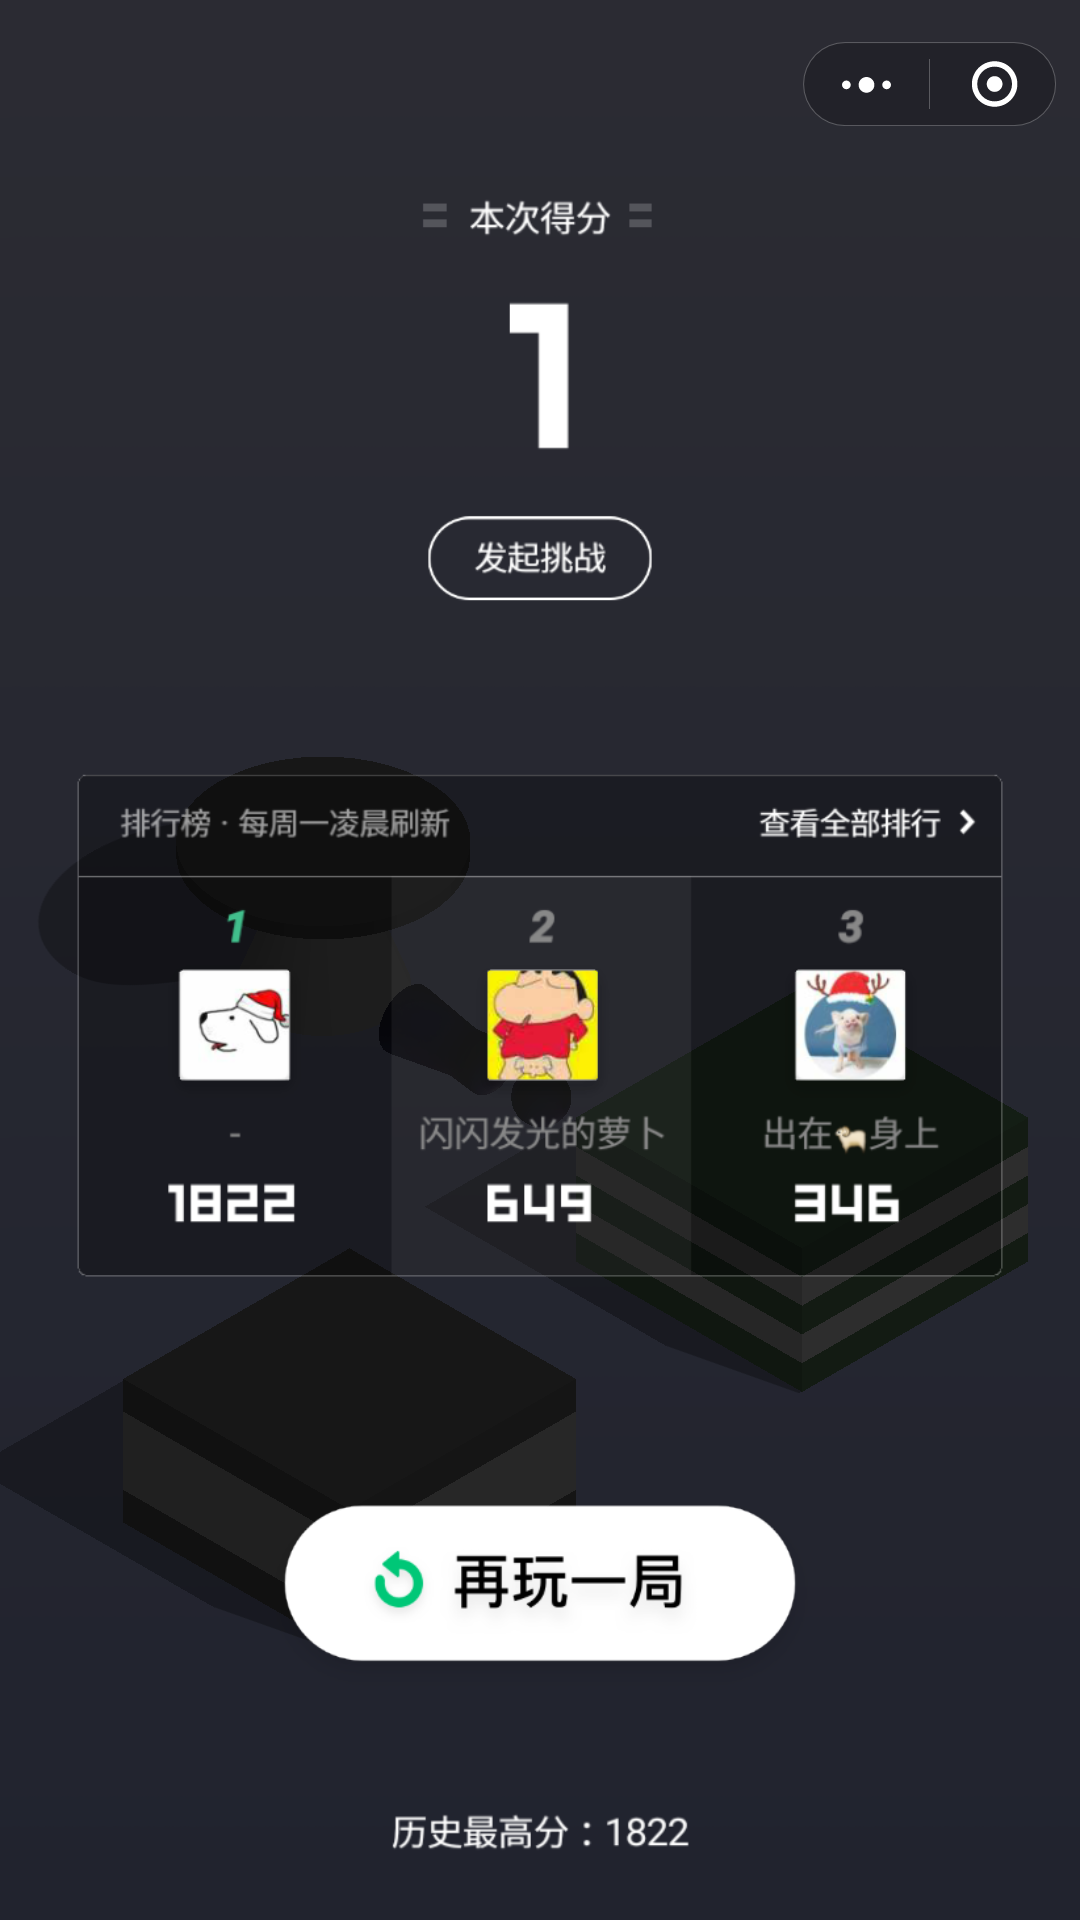 本次得分
1
发起挑战
排行榜 · 每周一凌晨刷新 查看全部排行
1 2 3
- 闪闪发光的萝卜 出在🐏身上
1822 649 346
再玩一局
历史最高分：1822